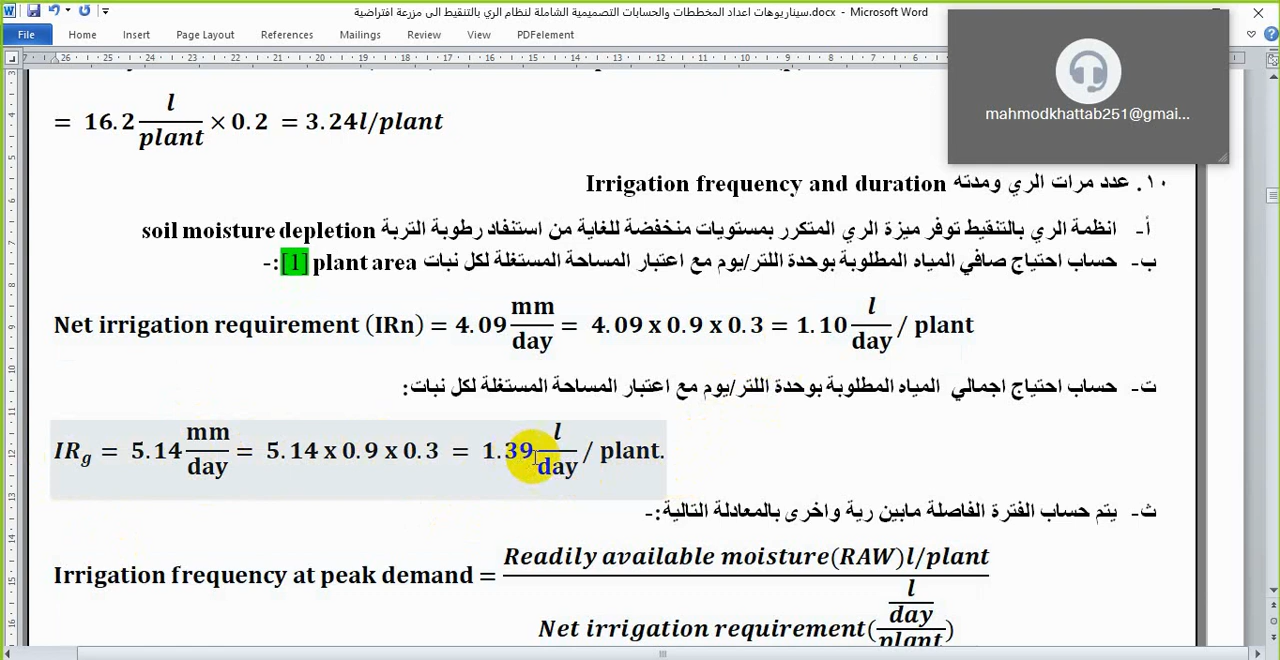 سيناريوهات اعداد المخططات والحسابات التصميمية الشاملة لنظام الري بالتنقيط الى مزرعة افتراضية.docx - Microsoft Word
File Home Insert Page Layout References Mailings Review View PDFelement
mahmodkhattab251@gmai...
= 16.2 l/plant × 0.2 = 3.24l/plant
١٠. عدد مرات الري ومدته Irrigation frequency and duration
أ- انظمة الري بالتنقيط توفر ميزة الري المتكرر بمستويات منخفضة للغاية من استنفاد رطوبة التربة soil moisture depletion
ب- حساب احتياج صافي المياه المطلوبة بوحدة اللتر/يوم مع اعتبار المساحة المستغلة لكل نبات plant area [1]:-
Net irrigation requirement (IRn) = 4.09 mm/day = 4.09 x 0.9 x 0.3 = 1.10 l/day / plant
ت- حساب احتياج اجمالي المياه المطلوبة بوحدة اللتر/يوم مع اعتبار المساحة المستغلة لكل نبات:
IRg = 5.14 mm/day = 5.14 x 0.9 x 0.3 = 1.39 l/day / plant.
ث- يتم حساب الفترة الفاصلة مابين رية واخرى بالمعادلة التالية:-
Irrigation frequency at peak demand = Readily available moisture(RAW)l/plant
Net irrigation requirement(l/day/plant)